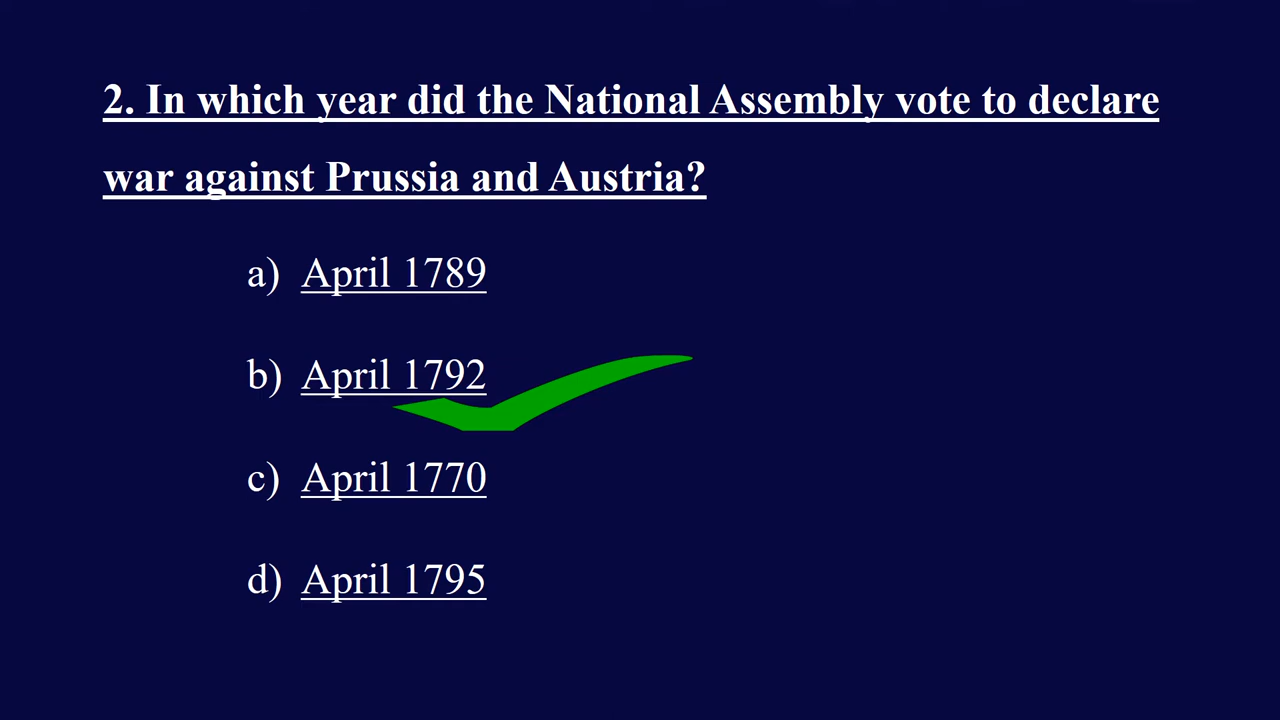 2. In which year did the National Assembly vote to declare
war against Prussia and Austria?
a) April 1789
b) April 1792
c) April 1770
d) April 1795